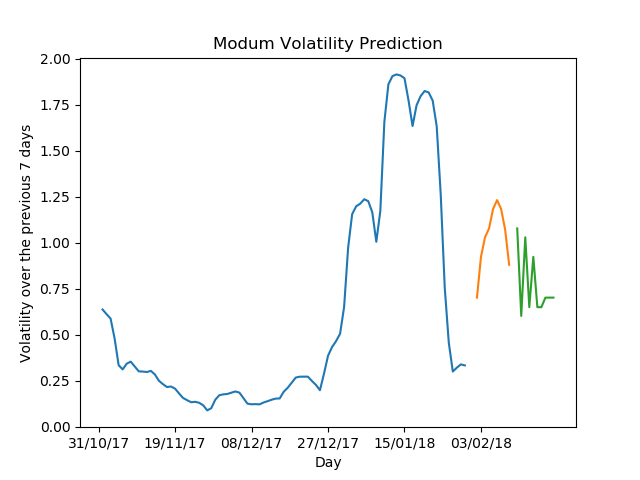 Modum Volatility Prediction
Volatility over the previous 7 days
2.00
1.75
1.50
1.25
1.00
0.75
0.50
0.25
0.00
31/10/17 19/11/17 08/12/17 27/12/17 15/01/18 03/02/18
Day